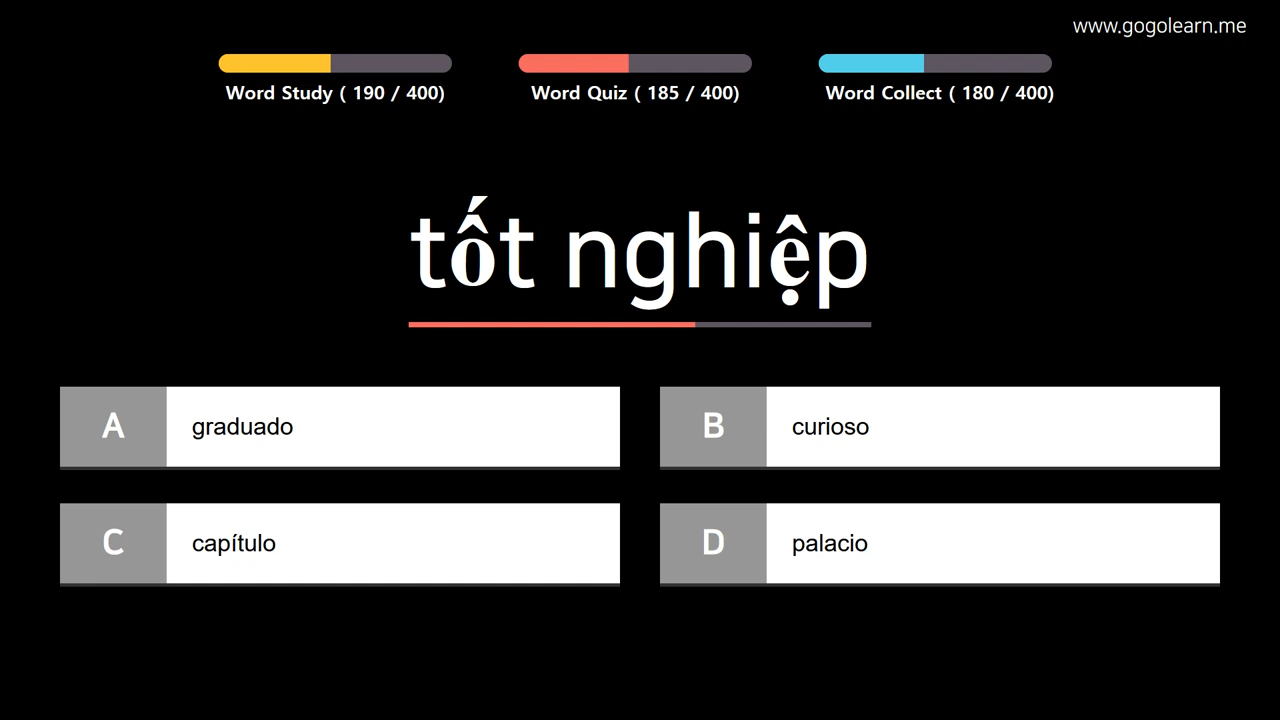 www.gogolearn.me
Word Study ( 190 / 400)
Word Quiz ( 185 / 400)
Word Collect ( 180 / 400)
tốt nghiệp
A graduado
B curioso
C capítulo
D palacio